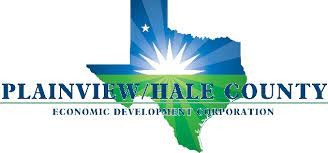 PLAINVIEW/HALE COUNTY
ECONOMIC DEVELOPMENT CORPORATION